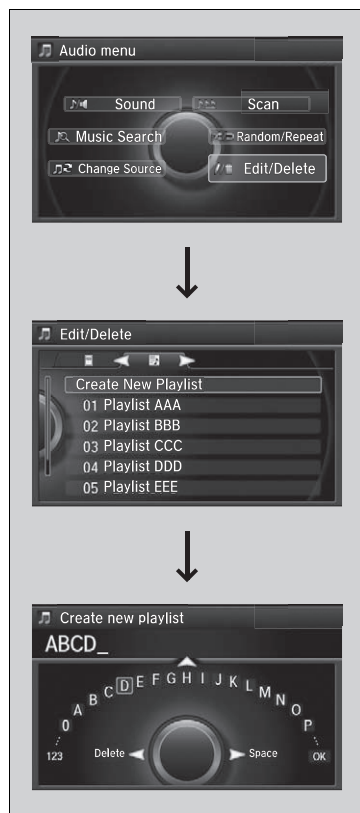 Audio menu
Sound Scan
Music Search Random/Repeat
Change Source Edit/Delete
Edit/Delete
Create New Playlist
01 Playlist AAA
02 Playlist BBB
03 Playlist CCC
04 Playlist DDD
05 Playlist EEE
Create new playlist
ABCD_
0 A B C D E F G H I J K L M N O P
123 Delete Space OK